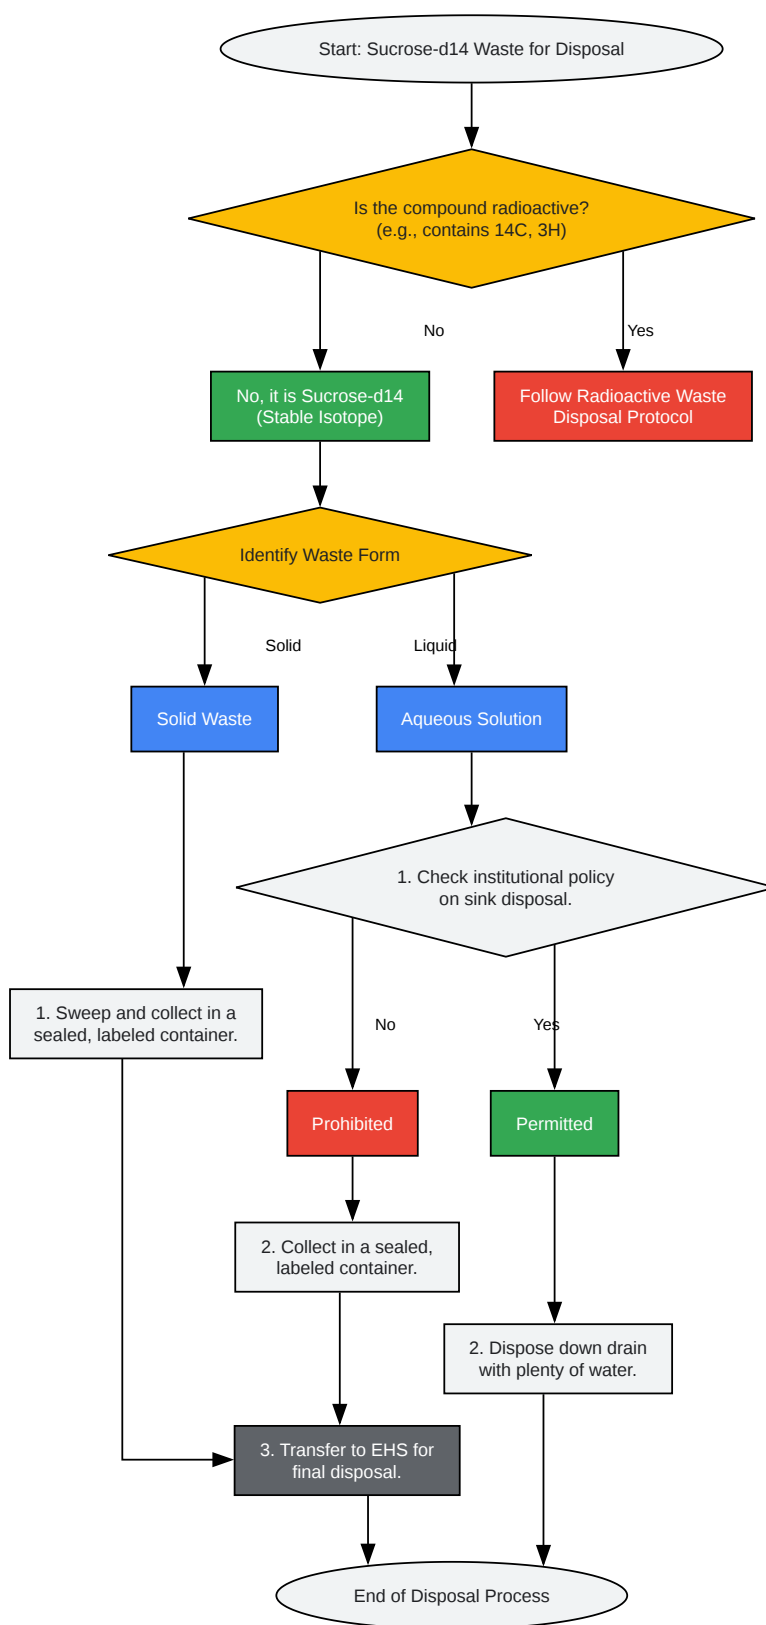 Start: Sucrose-d14 Waste for Disposal
Is the compound radioactive?
(e.g., contains 14C, 3H)
No
Yes
No, it is Sucrose-d14
(Stable Isotope)
Follow Radioactive Waste
Disposal Protocol
Identify Waste Form
Solid
Liquid
Solid Waste
Aqueous Solution
1. Check institutional policy
on sink disposal.
1. Sweep and collect in a
sealed, labeled container.
No
Yes
Prohibited
Permitted
2. Collect in a sealed,
labeled container.
2. Dispose down drain
with plenty of water.
3. Transfer to EHS for
final disposal.
End of Disposal Process